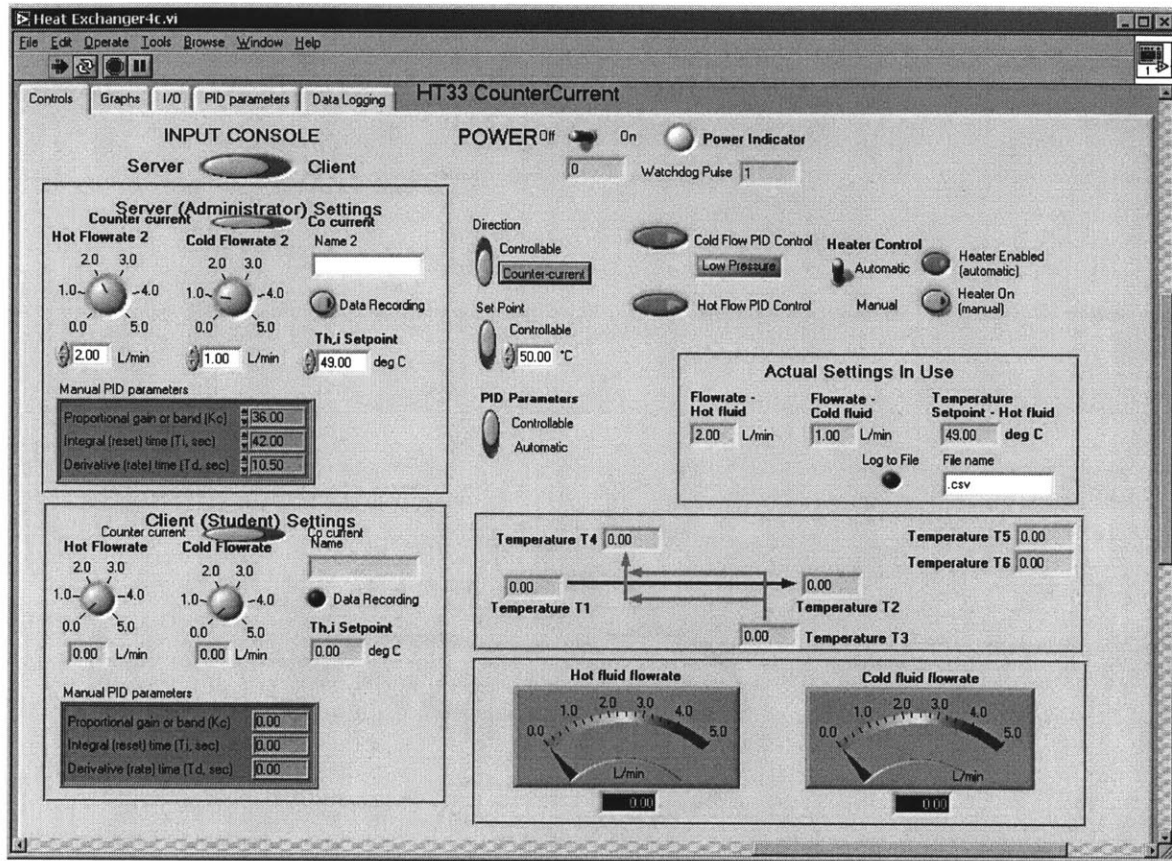 Heat Exchanger4c.vi
File Edit Operate Tools Browse Window Help
1
Controls Graphs I/O PID parameters Data Logging HT33 CounterCurrent
INPUT CONSOLE
Server Client
POWER Off On Power Indicator
0 Watchdog Pulse 1
Server (Administrator) Settings
Counter current Co current
Hot Flowrate 2 Cold Flowrate 2 Name 2
2.0 3.0 2.0 3.0
1.0 4.0 1.0 4.0
Data Recording
0.0 5.0 0.0 5.0
Th,i Setpoint
2.00 L/min 1.00 L/min 49.00 deg C
Manual PID parameters
Proportional gain or band (Kc) 36.00
Integral (reset) time (Ti, sec) 42.00
Derivative (rate) time (Td, sec) 10.50
Direction
Controllable
Counter-current
Set Point
Controllable
50.00 °C
PID Parameters
Controllable
Automatic
Cold Flow PID Control
Low Pressure
Hot Flow PID Control
Heater Control
Automatic
Manual
Heater Enabled
(automatic)
Heater On
(manual)
Actual Settings In Use
Flowrate - Hot fluid
2.00 L/min
Flowrate - Cold fluid
1.00 L/min
Temperature
Setpoint - Hot fluid
49.00 deg C
Log to File File name
.csv
Client (Student) Settings
Counter current Co current
Hot Flowrate Cold Flowrate Name
2.0 3.0 2.0 3.0
1.0 4.0 1.0 4.0
Data Recording
0.0 5.0 0.0 5.0
Th,i Setpoint
0.00 L/min 0.00 L/min 0.00 deg C
Manual PID parameters
Proportional gain or band (Kc) 0.00
Integral (reset) time (Ti, sec) 0.00
Derivative (rate) time (Td, sec) 0.00
Temperature T4 0.00
Temperature T5 0.00
Temperature T6 0.00
0.00 0.00
Temperature T1 Temperature T2
0.00 Temperature T3
Hot fluid flowrate
0.0 1.0 2.0 3.0 4.0 5.0
L/min
0.00
Cold fluid flowrate
0.0 1.0 2.0 3.0 4.0 5.0
L/min
0.00